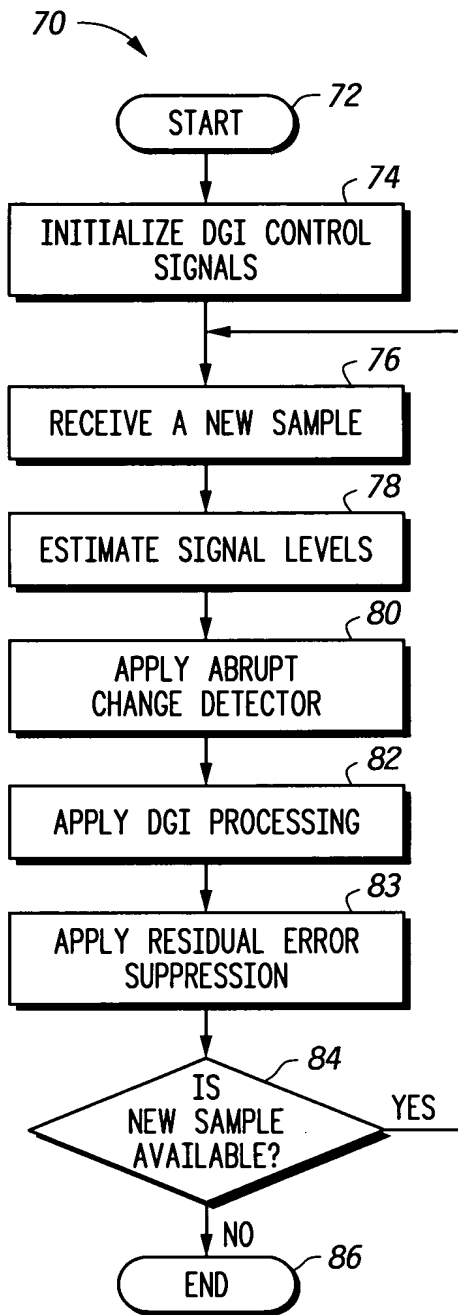 70
START
72
74
INITIALIZE DGI CONTROL
SIGNALS
76
RECEIVE A NEW SAMPLE
78
ESTIMATE SIGNAL LEVELS
80
APPLY ABRUPT
CHANGE DETECTOR
82
APPLY DGI PROCESSING
83
APPLY RESIDUAL ERROR
SUPPRESSION
84
IS
NEW SAMPLE
AVAILABLE?
YES
NO
86
END